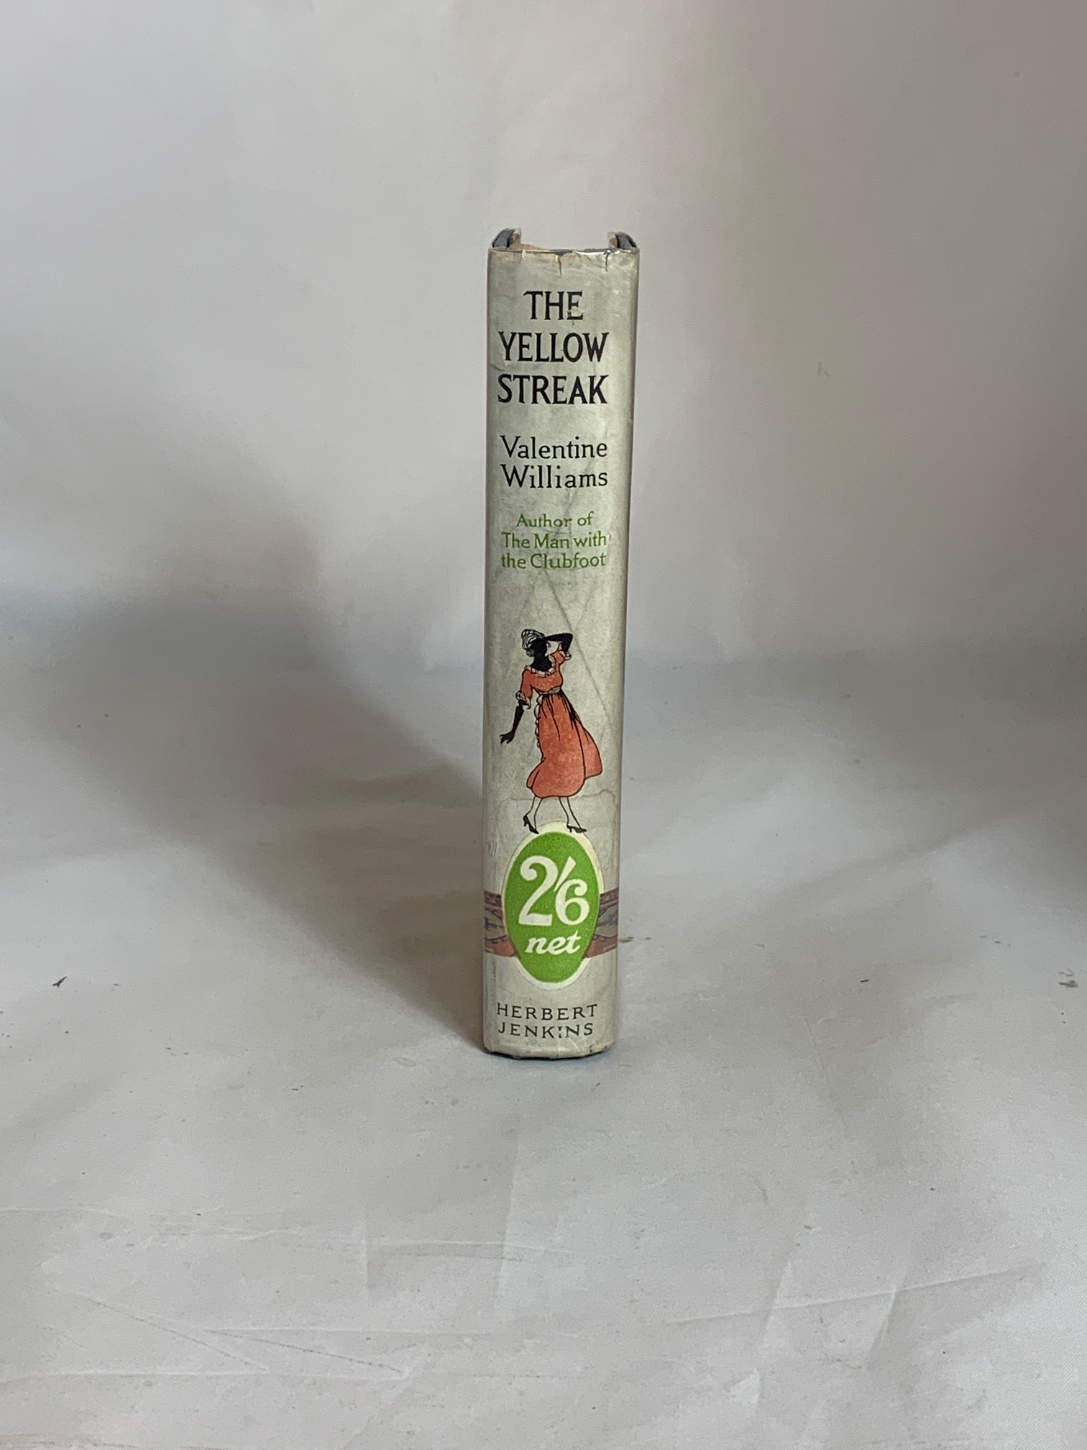 THE
YELLOW
STREAK
Valentine
Williams
Author of
The Man with
the Clubfoot
2/6
net
HERBERT
JENKINS